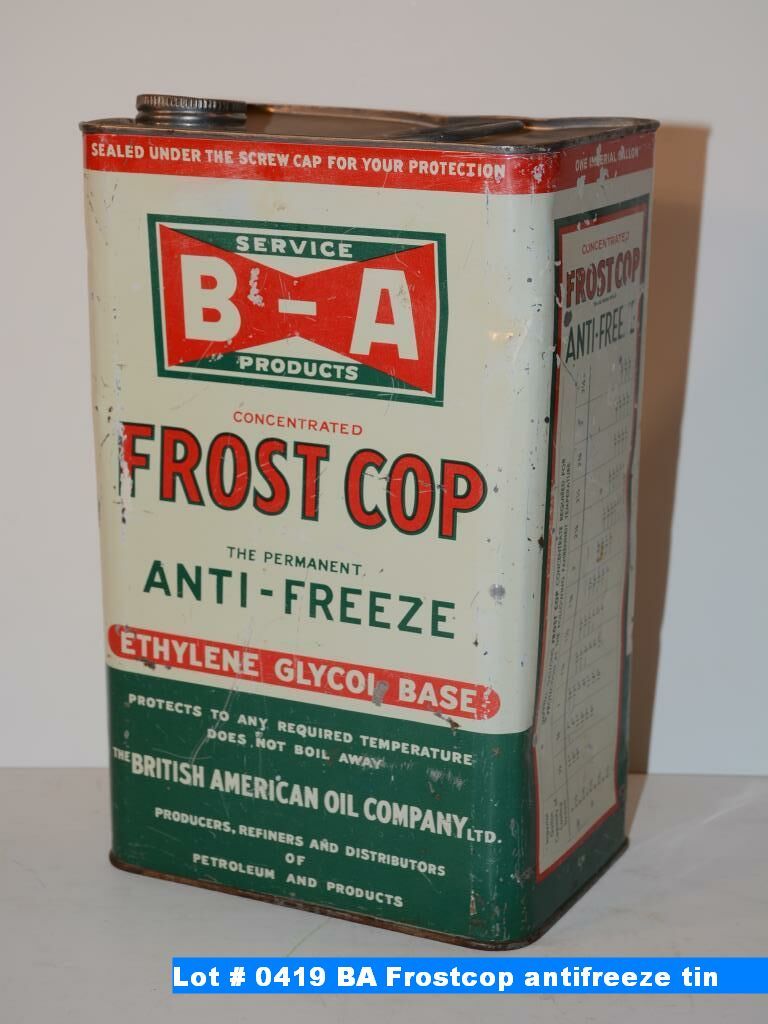 SEALED UNDER THE SCREW CAP FOR YOUR PROTECTION
SERVICE
B-A
PRODUCTS
CONCENTRATED
FROST COP
THE PERMANENT
ANTI-FREEZE
ETHYLENE GLYCOL BASE
PROTECTS TO ANY REQUIRED TEMPERATURE
DOES NOT BOIL AWAY
THE BRITISH AMERICAN OIL COMPANY LTD.
PRODUCERS, REFINERS AND DISTRIBUTORS
OF
PETROLEUM AND PRODUCTS
ONE IMPERIAL GALLON
CONCENTRATED
FROST COP
ANTI-FREEZE
Lot # 0419 BA Frostcop antifreeze tin